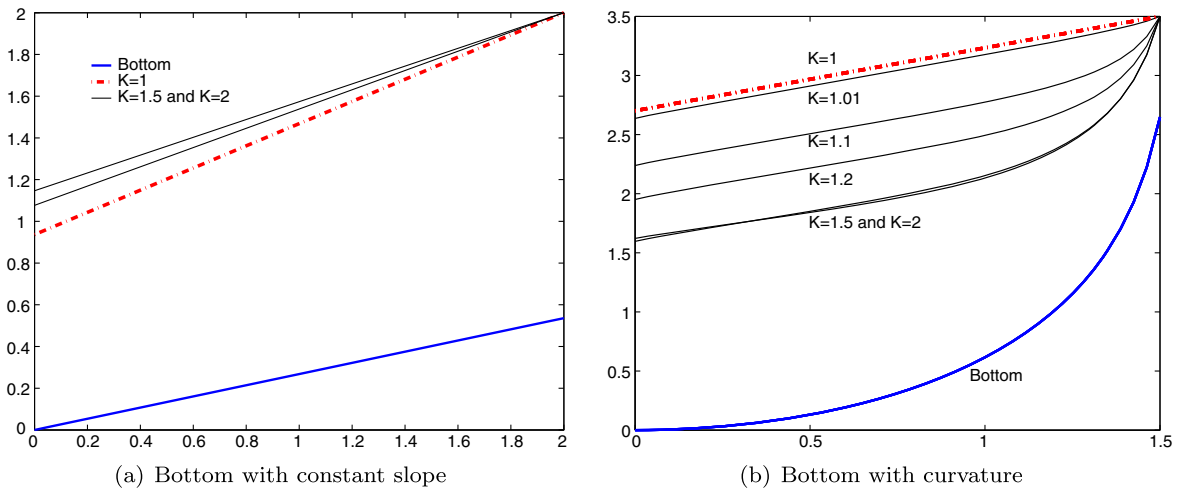 2
1.8
1.6
1.4
1.2
1
0.8
0.6
0.4
0.2
0
0 0.2 0.4 0.6 0.8 1 1.2 1.4 1.6 1.8 2
Bottom
K=1
K=1.5 and K=2
(a) Bottom with constant slope
3.5
3
2.5
2
1.5
1
0.5
0
0 0.5 1 1.5
K=1
K=1.01
K=1.1
K=1.2
K=1.5 and K=2
Bottom
(b) Bottom with curvature